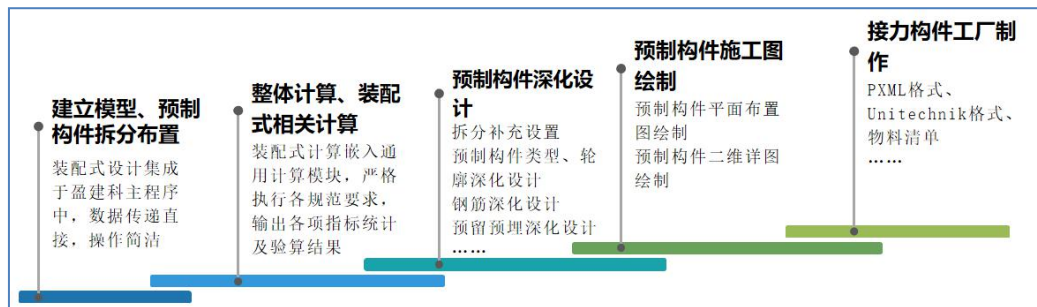 建立模型、预制
构件拆分布置
装配式设计集成
于盈建科主程序
中，数据传递直
接，操作简洁
整体计算、装配
式相关计算
装配式计算嵌入通
用计算模块，严格
执行各规范要求，
输出各项指标统计
及验算结果
预制构件深化设
计
拆分补充设置
预制构件类型、轮
廓深化设计
钢筋深化设计
预留预埋深化设计
……
预制构件施工图
绘制
预制构件平面布置
图绘制
预制构件二维详图
绘制
接力构件工厂制
作
PXML格式、
Unitechnik格式、
物料清单
……